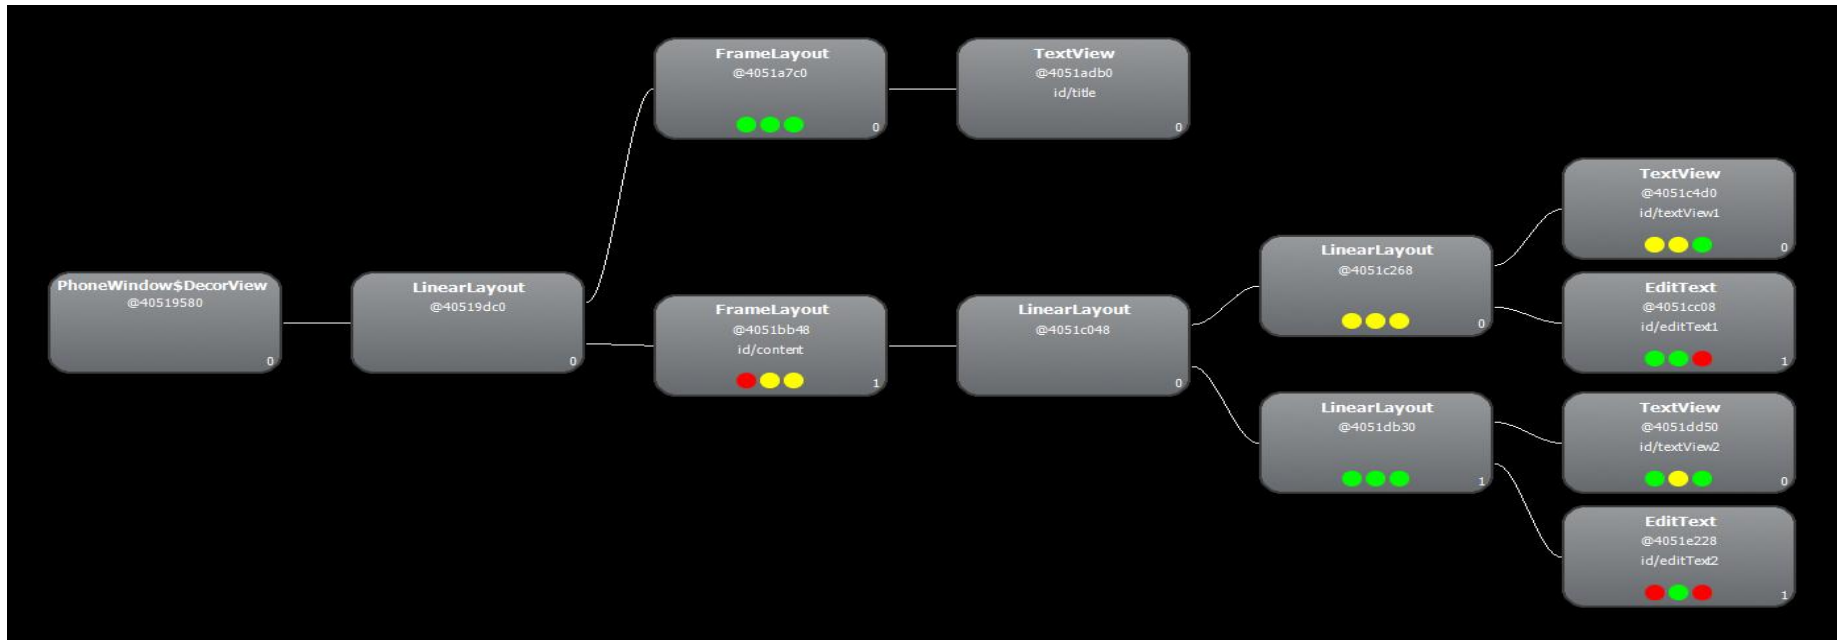 PhoneWindow$DecorView
@40519580
0
LinearLayout
@40519dc0
0
FrameLayout
@4051a7c0
0
TextView
@4051adb0
id/title
0
FrameLayout
@4051bb48
id/content
1
LinearLayout
@4051c048
0
LinearLayout
@4051c268
0
TextView
@4051c4d0
id/textView1
0
EditText
@4051cc08
id/editText1
1
LinearLayout
@4051db30
1
TextView
@4051dd50
id/textView2
0
EditText
@4051e228
id/editText2
1